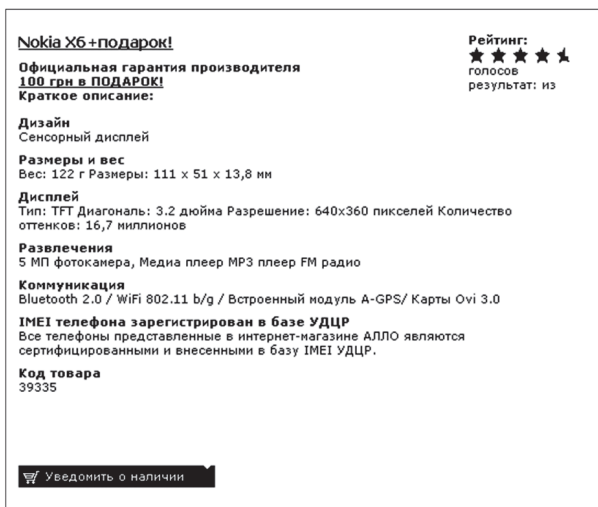 Nokia X6+подарок!
Рейтинг:
голосов
результат: из
Официальная гарантия производителя
100 грн в ПОДАРОК!
Краткое описание:
Дизайн
Сенсорный дисплей
Размеры и вес
Вес: 122 г Размеры: 111 x 51 x 13,8 мм
Дисплей
Тип: TFT Диагональ: 3.2 дюйма Разрешение: 640x360 пикселей Количество
оттенков: 16,7 миллионов
Развлечения
5 МП фотокамера, Медиа плеер MP3 плеер FM радио
Коммуникация
Bluetooth 2.0 / WiFi 802.11 b/g / Встроенный модуль A-GPS/ Карты Ovi 3.0
IMEI телефона зарегистрирован в базе УДЦР
Все телефоны представленные в интернет-магазине АЛЛО являются
сертифицированными и внесенными в базу IMEI УДЦР.
Код товара
39335
Уведомить о наличии